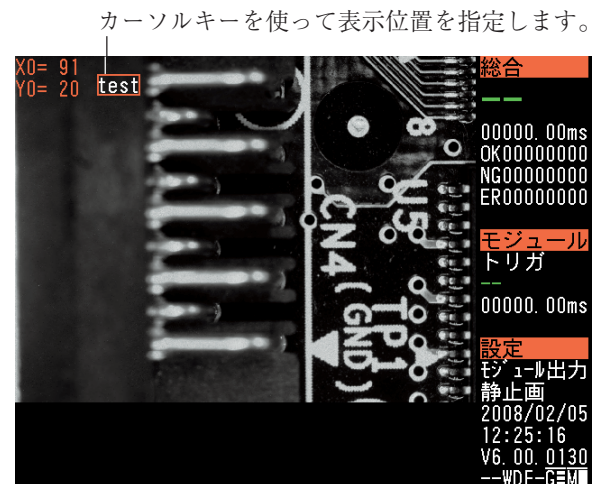 カーソルキーを使って表示位置を指定します。
X0= 91
Y0= 20
test
総合
--
00000.00ms
OK00000000
NG00000000
ER00000000
モジュール
トリガ
--
00000.00ms
設定
ﾓｼﾞｭｰﾙ出力
静止画
2008/02/05
12:25:16
V6.00.0130
--WDF-G
8
U5
CN4(GND)
TP1